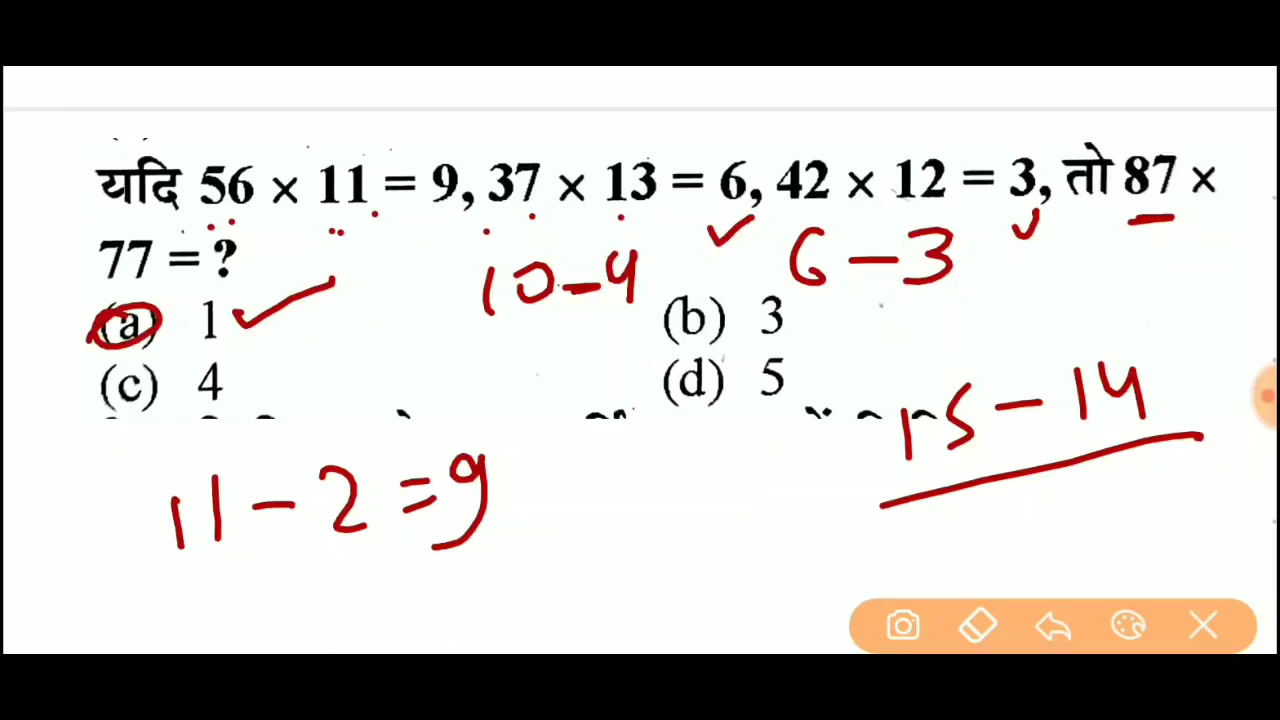 यदि 56 × 11 = 9, 37 × 13 = 6, 42 × 12 = 3, तो 87 ×
77 = ?
10-4 6-3
(a) 1 (b) 3
(c) 4 (d) 5
15-14
11-2=9